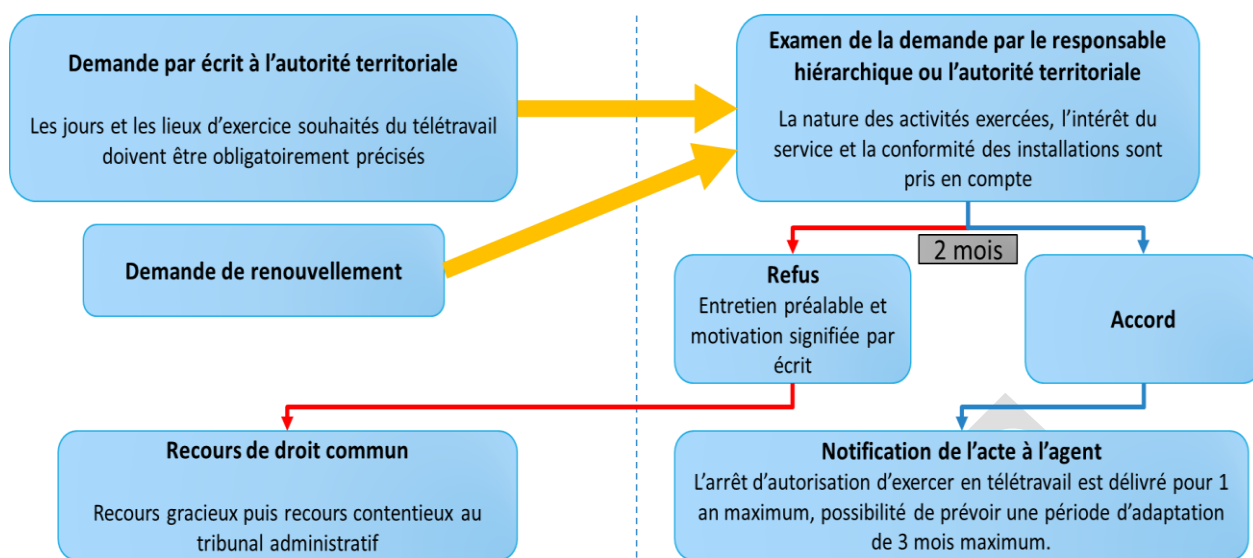 Demande par écrit à l’autorité territoriale
Les jours et les lieux d’exercice souhaités du télétravail
doivent être obligatoirement précisés
Demande de renouvellement
Examen de la demande par le responsable
hiérarchique ou l’autorité territoriale
La nature des activités exercées, l’intérêt du
service et la conformité des installations sont
pris en compte
2 mois
Refus
Entretien préalable et
motivation signifiée par
écrit
Accord
Recours de droit commun
Recours gracieux puis recours contentieux au
tribunal administratif
Notification de l’acte à l’agent
L’arrêt d’autorisation d’exercer en télétravail est délivré pour 1
an maximum, possibilité de prévoir une période d’adaptation
de 3 mois maximum.